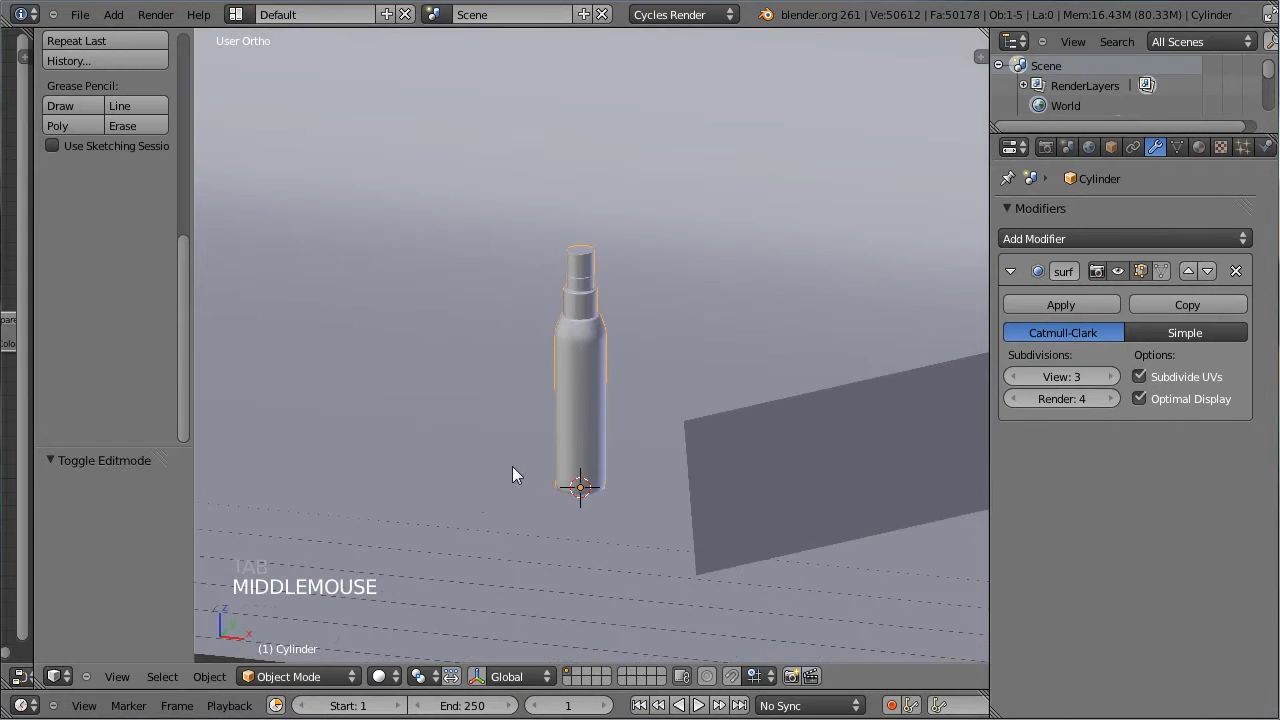 File Add Render Help Default Scene Cycles Render blender.org 261 | Ve:50612 | Fa:50178 | Ob:1-5 | La:0 | Mem:16.43M (80.33M) | Cylinder
Repeat Last
History...
Grease Pencil:
Draw Line
Poly Erase
Use Sketching Sessio
Toggle Editmode
User Ortho
TAB
MIDDLEMOUSE
z
y
x
(1) Cylinder
View Search All Scenes
Scene
RenderLayers |
World
Cylinder
Modifiers
Add Modifier
surf
Apply Copy
Catmull-Clark Simple
Subdivisions: Options:
View: 3 Subdivide UVs
Render: 4 Optimal Display
View Select Object Object Mode Global
View Marker Frame Playback Start: 1 End: 250 1 No Sync